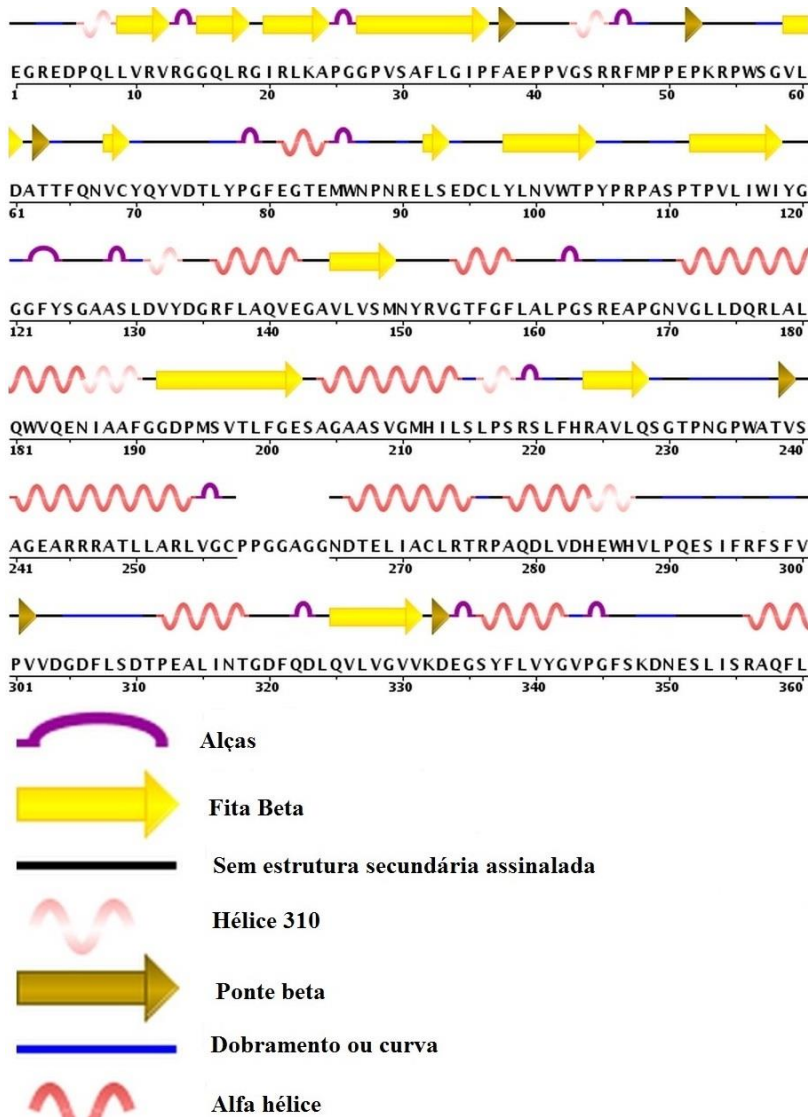 EGREDPQLLVRVRGGQLRGIRLKAPGGPVSAFLGIPFAEPPVGSRRFMPPEPKRPWSGVL
1 10 20 30 40 50 60
DATTFQNVCYQYVDTLYPGFEGTEMWNPNRELSEDCLYLNVWTPYPRPASPTPVLIWIYG
61 70 80 90 100 110 120
GGFYSGAASLDVYDGRFLAQVEGAVLVSMNYRVGTFGFLALPGSREAPGNVGLLDQRLAL
121 130 140 150 160 170 180
QWVQENIAAFGGDPMSVTLFGESAGAASVGMHILSLPSRSLFHRAVLQSGTPNGPWATVS
181 190 200 210 220 230 240
AGEARRRATLLARLVGCPPGGAGGNDTELIACLRTRPAQDLVDHEWHVLPQESIFRFSFV
241 250 270 280 290 300
PVVDGDFLSDTPEALINTGDFQDLQVLVGVVKDEGSYFLVYGVPGFSKDNESLISRAQFL
301 310 320 330 340 350 360
Alças
Fita Beta
Sem estrutura secundária assinalada
Hélice 310
Ponte beta
Dobramento ou curva
Alfa hélice